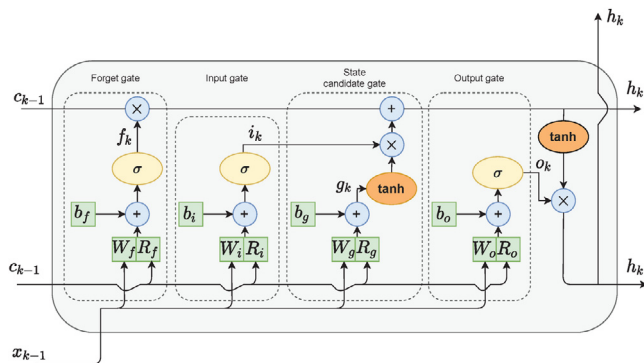 h_k
Forget gate
Input gate
State
candidate gate
Output gate
c_{k-1}
h_k
×
+
f_k
i_k
×
tanh
σ
σ
g_k
tanh
σ
o_k
×
b_f
+
b_i
+
b_g
+
b_o
+
W_f R_f
W_i R_i
W_g R_g
W_o R_o
c_{k-1}
h_k
x_{k-1}